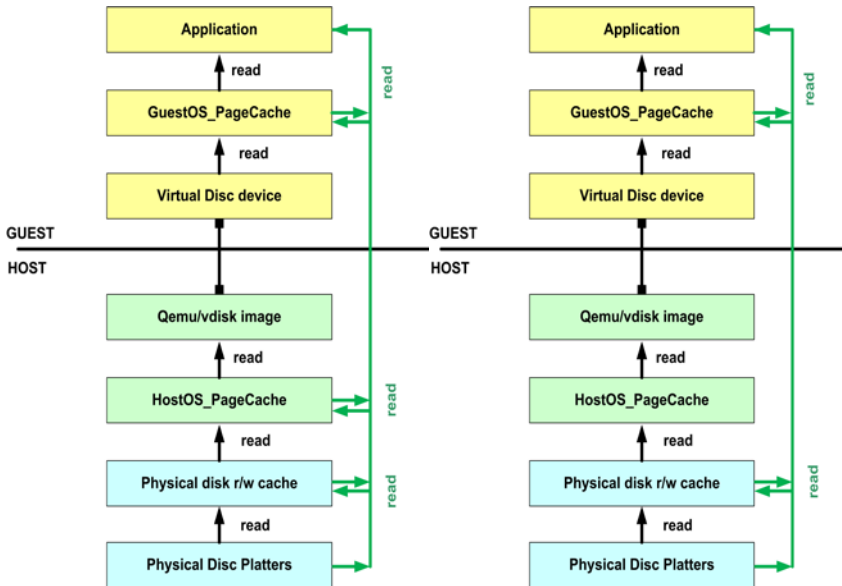 Application
read
GuestOS_PageCache
read
Virtual Disc device
GUEST
HOST
Qemu/vdisk image
read
HostOS_PageCache
read
Physical disk r/w cache
read
Physical Disc Platters
read
read
read
Application
read
GuestOS_PageCache
read
Virtual Disc device
GUEST
HOST
Qemu/vdisk image
read
HostOS_PageCache
read
Physical disk r/w cache
read
Physical Disc Platters
read
read